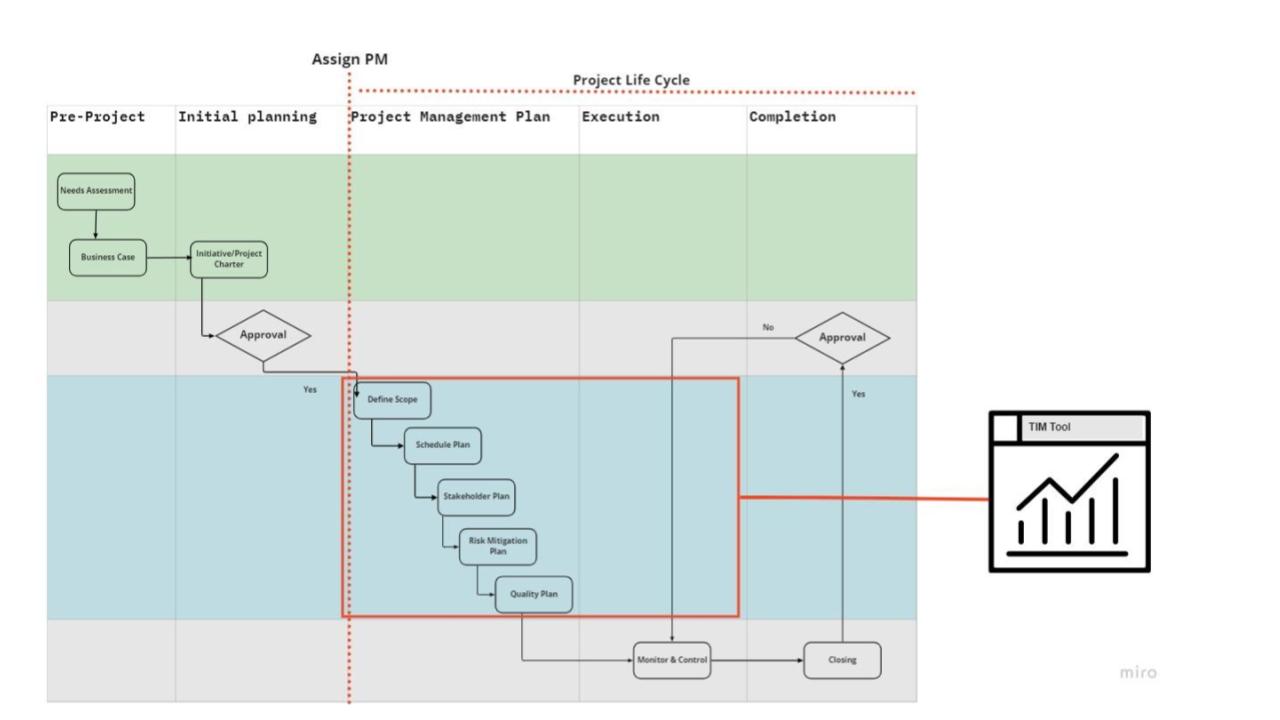 Assign PM
Project Life Cycle
Pre-Project
Initial planning
Project Management Plan
Execution
Completion
Needs Assessment
Business Case
Initiative/Project
Charter
Approval
No
Approval
Yes
Define Scope
Yes
Schedule Plan
TIM Tool
Stakeholder Plan
Risk Mitigation
Plan
Quality Plan
Monitor & Control
Closing
miro